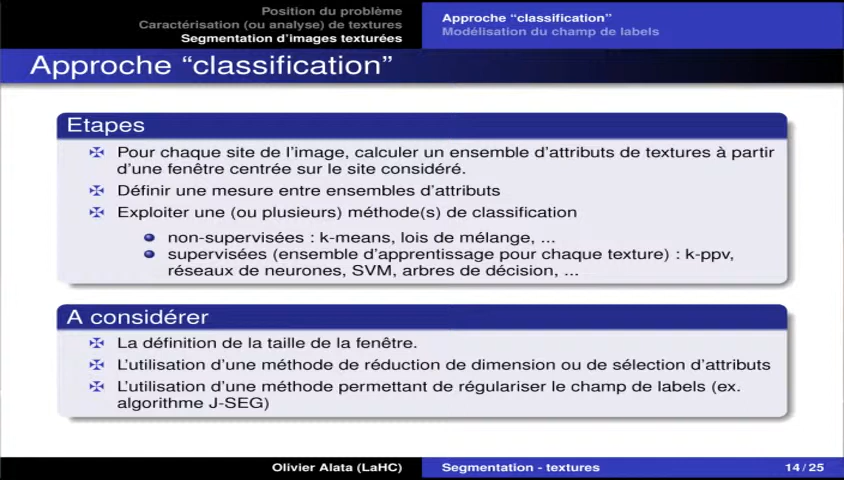 Position du problème
Caractérisation (ou analyse) de textures
Segmentation d'images texturées
Approche “classification”
Modélisation du champ de labels
Approche “classification”
Etapes
Pour chaque site de l'image, calculer un ensemble d'attributs de textures à partir
d'une fenêtre centrée sur le site considéré.
Définir une mesure entre ensembles d'attributs
Exploiter une (ou plusieurs) méthode(s) de classification
non-supervisées : k-means, lois de mélange, ...
supervisées (ensemble d'apprentissage pour chaque texture) : k-ppv,
réseaux de neurones, SVM, arbres de décision, ...
A considérer
La définition de la taille de la fenêtre.
L'utilisation d'une méthode de réduction de dimension ou de sélection d'attributs
L'utilisation d'une méthode permettant de régulariser le champ de labels (ex.
algorithme J-SEG)
Olivier Alata (LaHC)
Segmentation - textures
14 / 25